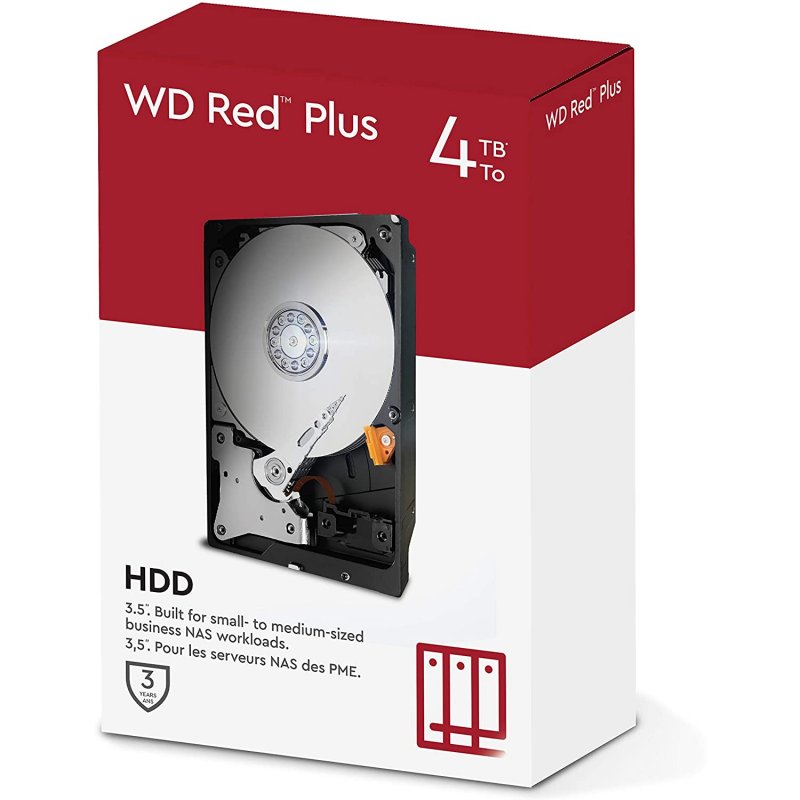 WD Red™ Plus
4 TB*
To
WD Red™ Plus
HDD
3.5". Built for small- to medium-sized
business NAS workloads.
3,5". Pour les serveurs NAS des PME.
3
YEARS
ANS